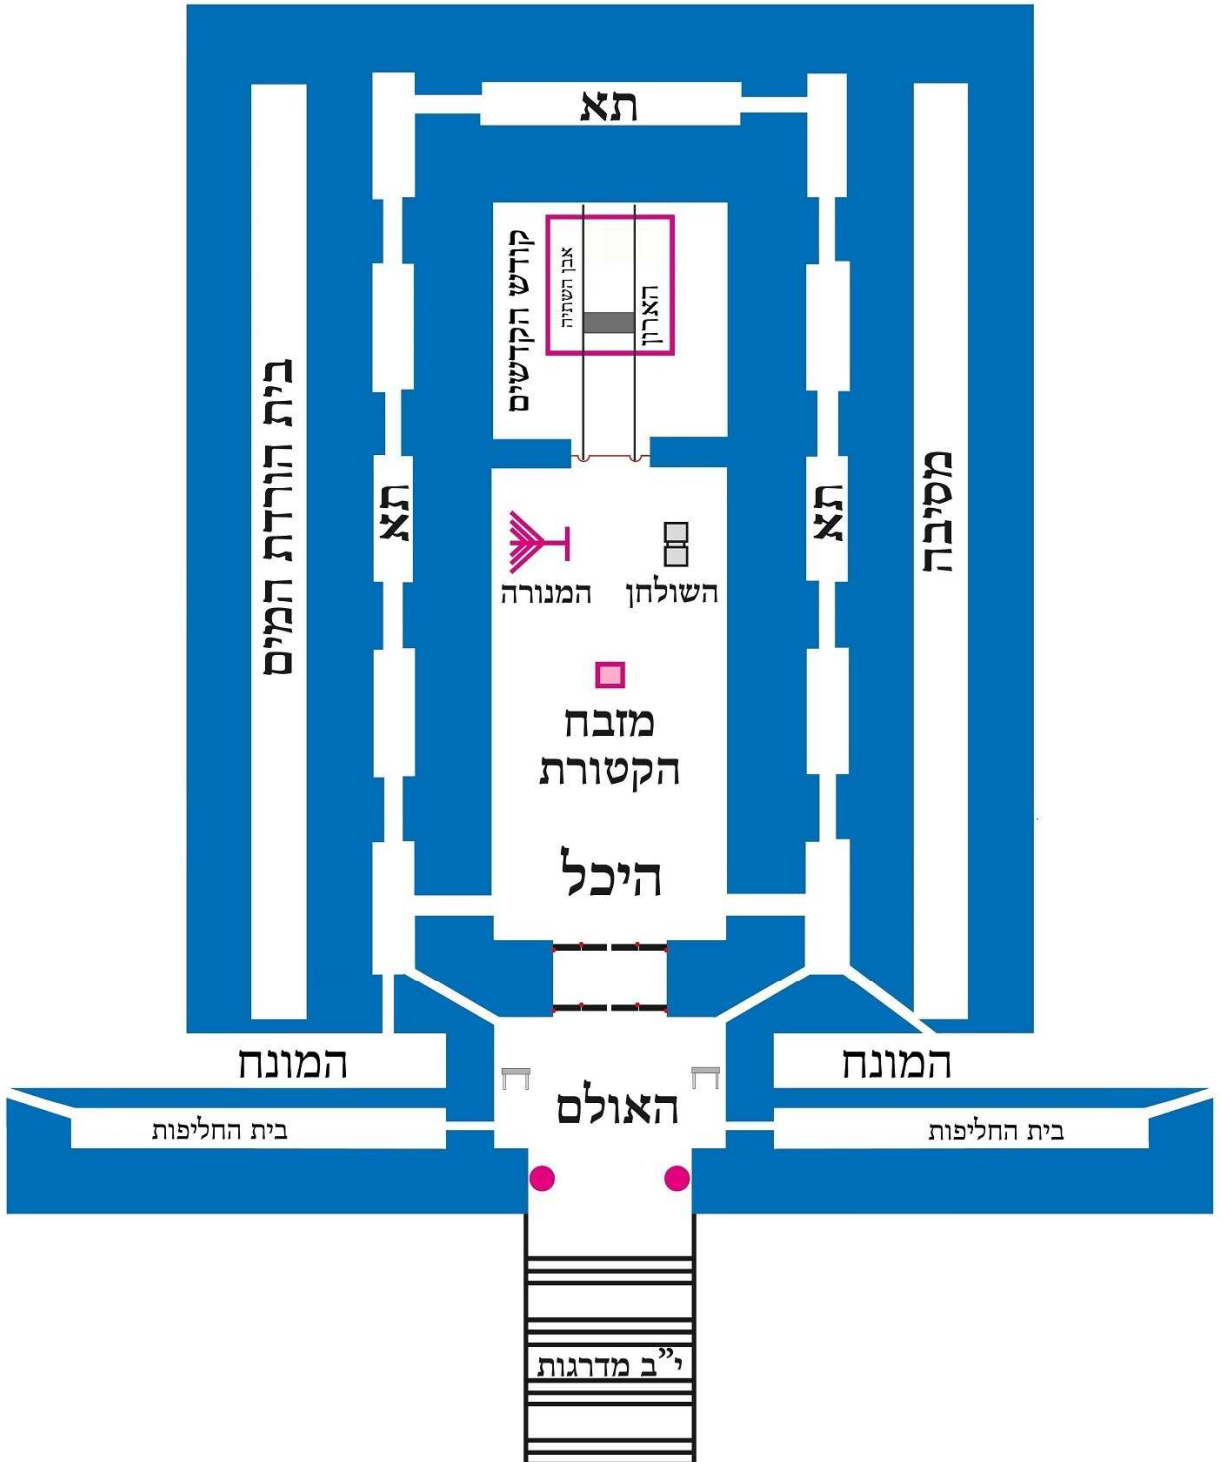 תא
קודש הקדשים
אבן השתיה
הארון
בית הורדת המים
תא
תא
מסיבה
השולחן
המנורה
מזבח
הקטורת
היכל
המונח
המונח
האולם
בית החליפות
בית החליפות
י”ב מדרגות